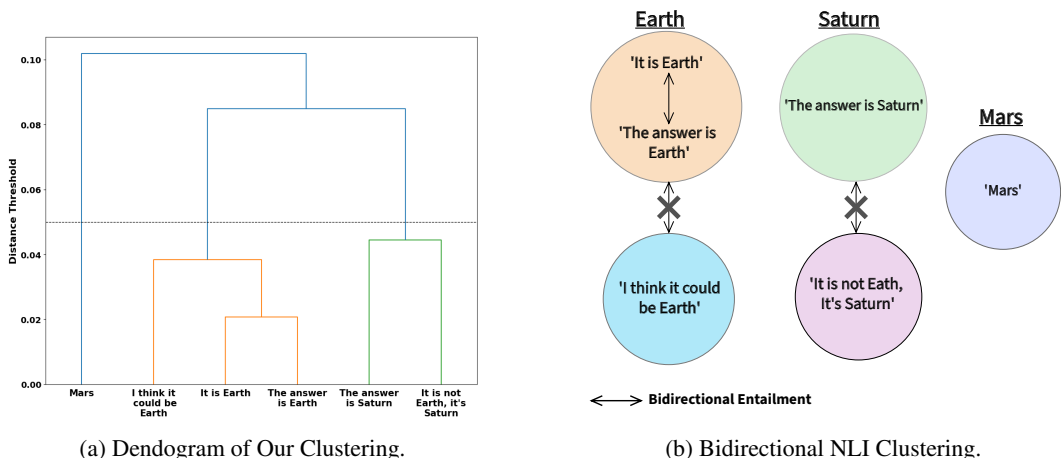 0.10
0.08
0.06
0.04
0.02
0.00
Distance Threshold
Mars
I think it
could be
Earth
It is Earth
The answer
is Earth
The answer
is Saturn
It is not
Earth, it's
Saturn
(a) Dendogram of Our Clustering.
Earth
'It is Earth'
'The answer is
Earth'
'I think it could
be Earth'
Saturn
'The answer is Saturn'
'It is not Eath,
It's Saturn'
Mars
'Mars'
Bidirectional Entailment
(b) Bidirectional NLI Clustering.